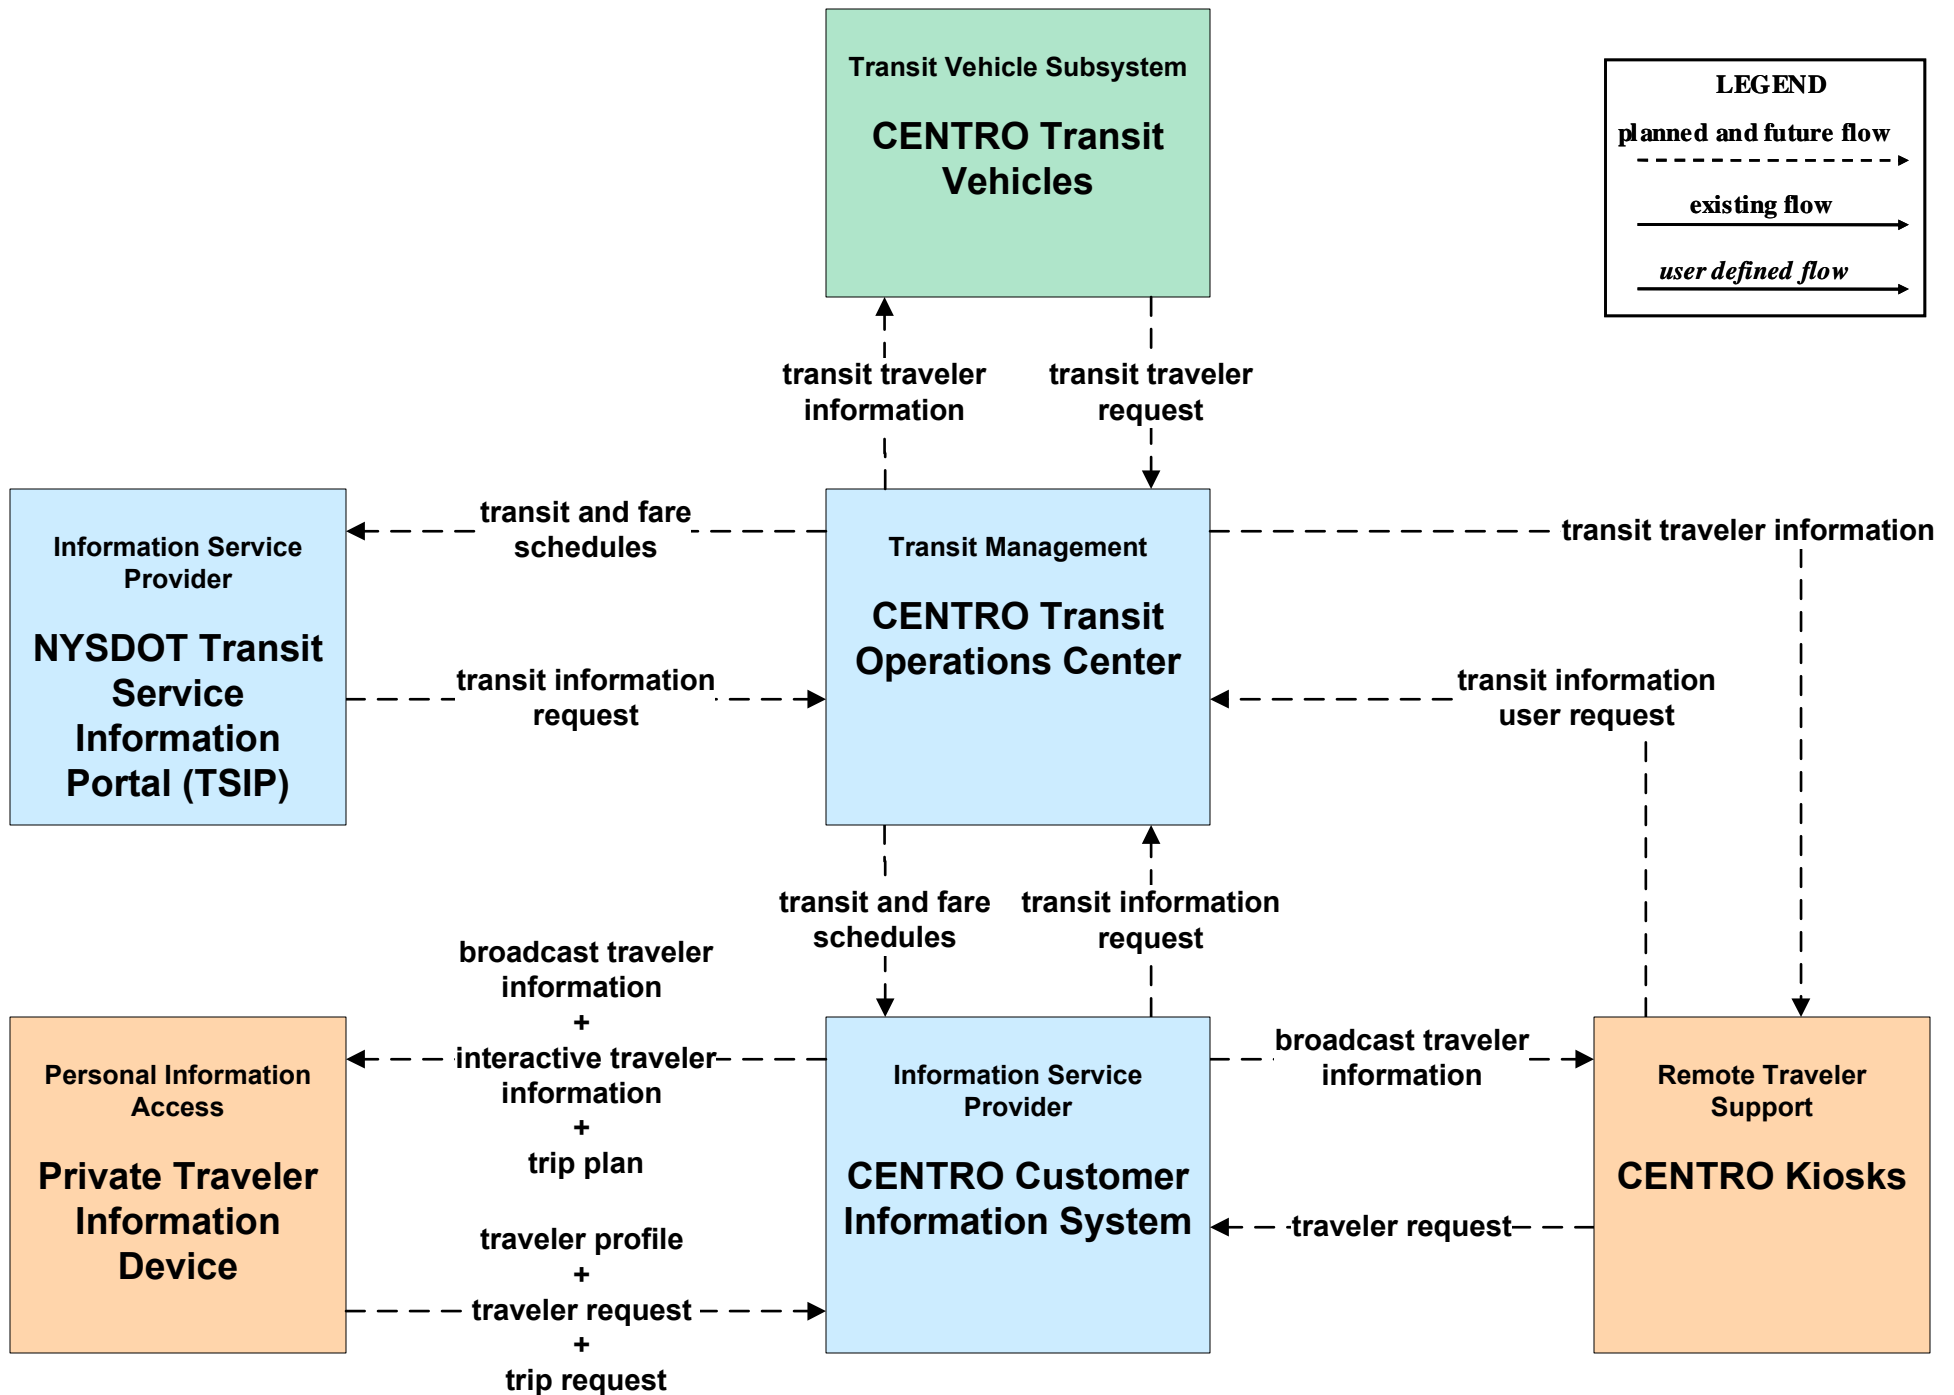 Transit Vehicle Subsystem
CENTRO Transit
Vehicles
LEGEND
planned and future flow
existing flow
user defined flow
transit traveler
information
transit traveler
request
Information Service
Provider
NYSDOT Transit
Service
Information
Portal (TSIP)
transit and fare
schedules
transit information
request
Transit Management
CENTRO Transit
Operations Center
transit traveler information
transit information
user request
transit and fare
schedules
transit information
request
Personal Information
Access
Private Traveler
Information
Device
broadcast traveler
information
+
interactive traveler
information
+
trip plan
traveler profile
+
traveler request
+
trip request
Information Service
Provider
CENTRO Customer
Information System
broadcast traveler
information
traveler request
Remote Traveler
Support
CENTRO Kiosks